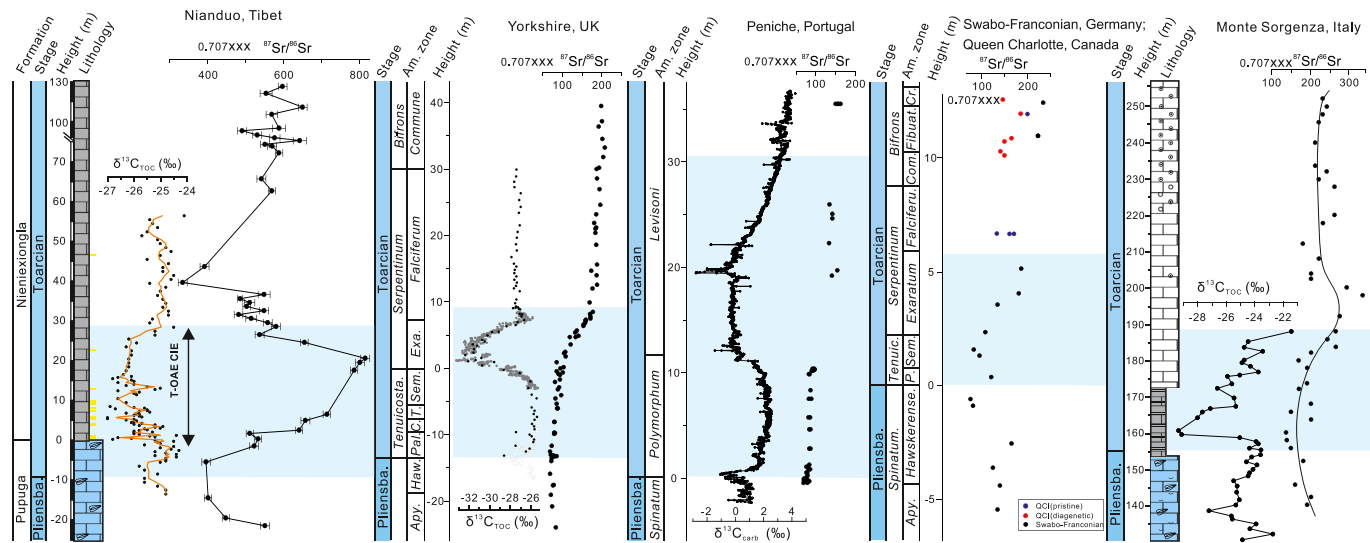 Nianduo, Tibet
Formation
Stage
Height (m)
Lithology
0.707xxx ⁸⁷Sr/⁸⁶Sr
400 600 800
130
100
70
60
50
40
30
20
10
0
-10
-20
δ¹³C_TOC (‰)
-27 -26 -25 -24
T-OAE CIE
Nieniexiongla
Pupuga
Toarcian
Pliensba.
Yorkshire, UK
Stage
Am. zone
Height (m)
0.707xxx ⁸⁷Sr/⁸⁶Sr
100 200
40
30
20
10
0
-10
-20
Toarcian
Pliensba.
Bifrons
Commune
Serpentinum
Falciferum
Exa.
Tenuicosta.
Sem.
C.T.
Pal.
Haw.
Apy.
-32 -30 -28 -26
δ¹³C_TOC (‰)
Peniche, Portugal
Stage
Am. zone
Height (m)
0.707xxx ⁸⁷Sr/⁸⁶Sr
100 200
30
20
10
0
Toarcian
Pliensba.
Levisoni
Polymorphum
Spinatum
-2 0 2 4
δ¹³C_carb (‰)
Swabo-Franconian, Germany;
Queen Charlotte, Canada
Stage
Am. zone
Height (m)
⁸⁷Sr/⁸⁶Sr
100 200
0.707xxx
10
5
0
-5
Toarcian
Pliensba.
Bifrons
Cr.
Fibuat.
Com.
Serpentinum
Falciferu.
Exaratum
Tenuic.
Sem.
P.
Spinatum.
Hawskerense.
Apy.
QCI(pristine)
QCI(diagenetic)
Swabo-Franconian
Monte Sorgenza, Italy
Stage
Height (m)
Lithology
0.707xxx ⁸⁷Sr/⁸⁶Sr
100 200 300
250
240
230
220
212
200
190
180
170
160
150
140
δ¹³C_TOC (‰)
-28 -26 -24 -22
Toarcian
Pliensba.